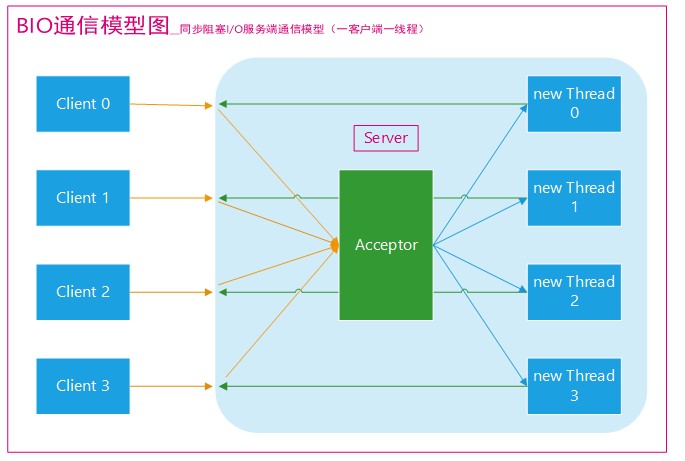 BIO通信模型图__同步阻塞I/O服务端通信模型（一客户端一线程）
Client 0
new Thread
0
Server
Client 1
new Thread
1
Acceptor
Client 2
new Thread
2
Client 3
new Thread
3